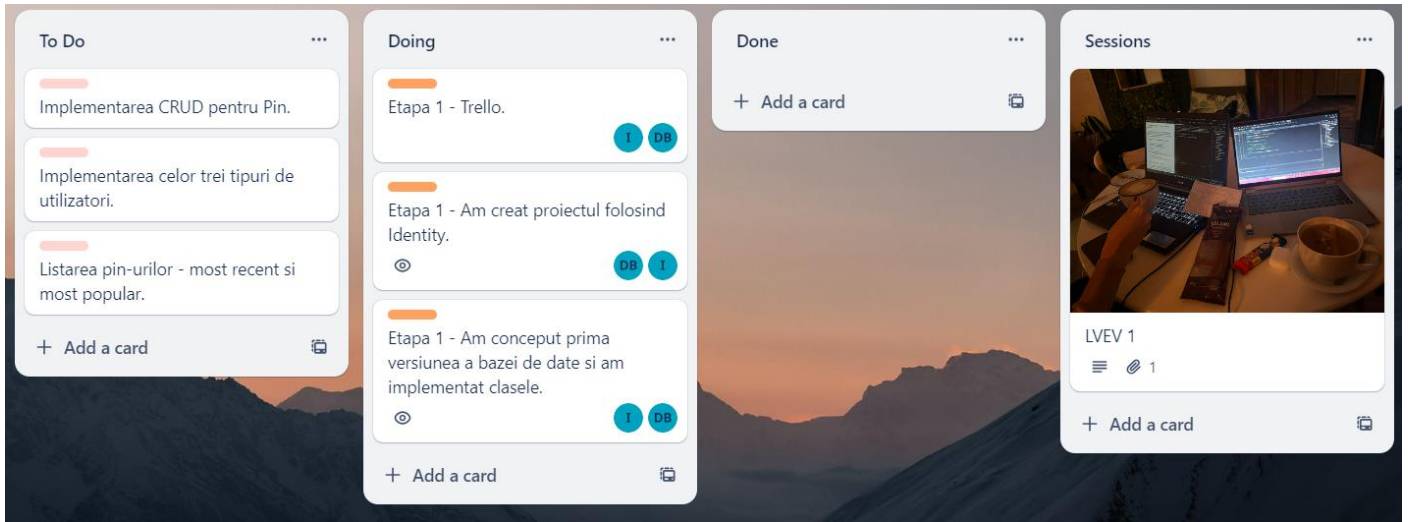 To Do
Implementarea CRUD pentru Pin.
Implementarea celor trei tipuri de
utilizatori.
Listarea pin-urilor - most recent si
most popular.
+ Add a card
Doing
Etapa 1 - Trello.
I DB
Etapa 1 - Am creat proiectul folosind
Identity.
DB I
Etapa 1 - Am conceput prima
versiunea a bazei de date si am
implementat clasele.
I DB
+ Add a card
Done
+ Add a card
Sessions
LVEV 1
1
+ Add a card